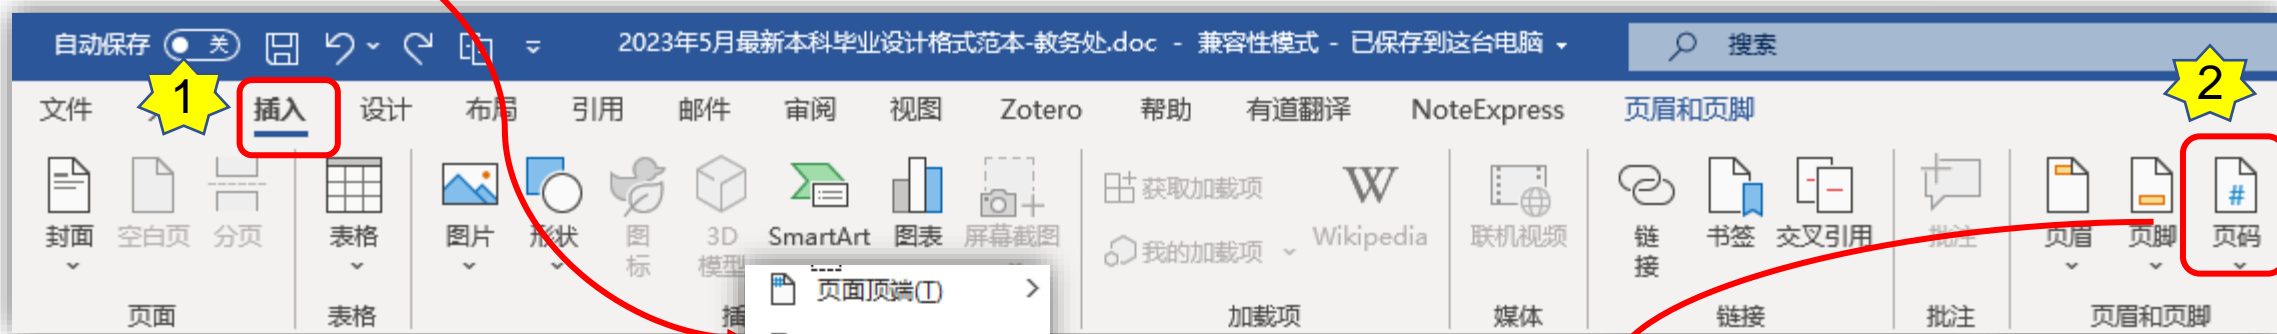 自动保存 关 2023年5月最新本科毕业设计格式范本-教务处.doc - 兼容性模式 - 已保存到这台电脑 搜索
1 2
文件 插入 设计 布局 引用 邮件 审阅 视图 Zotero 帮助 有道翻译 NoteExpress 页眉和页脚
封面 空白页 分页 表格 图片 形状 图标 3D模型 SmartArt 图表 屏幕截图 获取加载项 我的加载项 Wikipedia 联机视频 链接 书签 交叉引用 批注 页眉 页脚 页码
页面顶端(T)
页面 表格 插 加载项 媒体 链接 批注 页眉和页脚